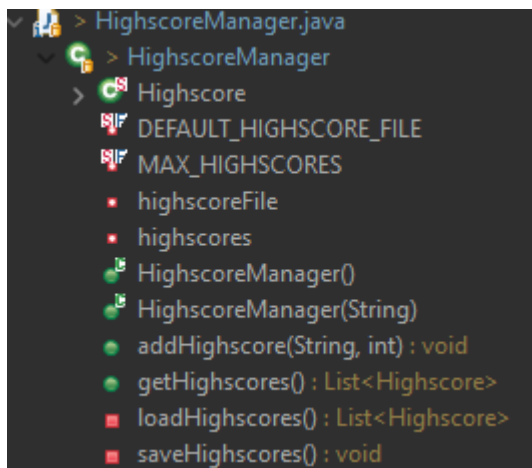 > HighscoreManager.java
> HighscoreManager
Highscore
DEFAULT_HIGHSCORE_FILE
MAX_HIGHSCORES
highscoreFile
highscores
HighscoreManager()
HighscoreManager(String)
addHighscore(String, int) : void
getHighscores() : List<Highscore>
loadHighscores() : List<Highscore>
saveHighscores() : void